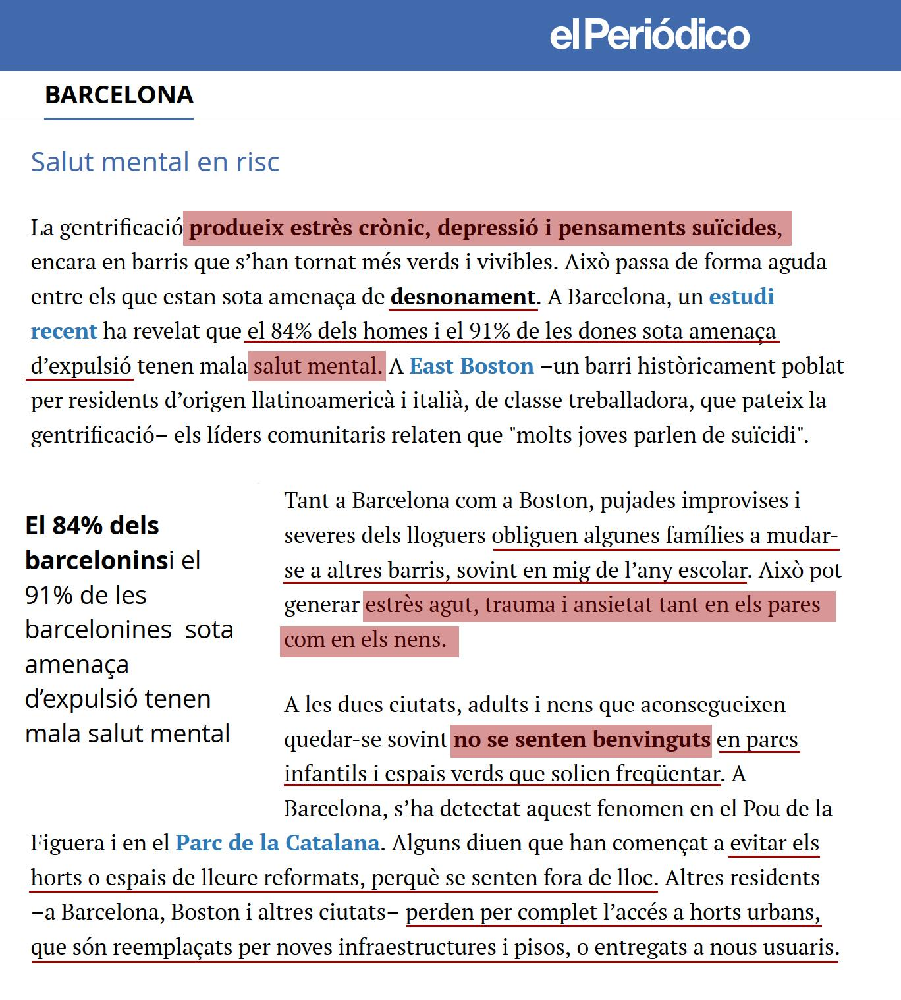 elPeriódico
BARCELONA
Salut mental en risc
La gentrificació produeix estrès crònic, depressió i pensaments suïcides,
encara en barris que s’han tornat més verds i vivibles. Això passa de forma aguda
entre els que estan sota amenaça de desnonament. A Barcelona, un estudi
recent ha revelat que el 84% dels homes i el 91% de les dones sota amenaça
d’expulsió tenen mala salut mental. A East Boston –un barri històricament poblat
per residents d’origen llatinoamericà i italià, de classe treballadora, que pateix la
gentrificació– els líders comunitaris relaten que "molts joves parlen de suïcidi".
El 84% dels
barceloninsi el
91% de les
barcelonines  sota
amenaça
d’expulsió tenen
mala salut mental
Tant a Barcelona com a Boston, pujades improvises i
severes dels lloguers obliguen algunes famílies a mudar-
se a altres barris, sovint en mig de l’any escolar. Això pot
generar estrès agut, trauma i ansietat tant en els pares
com en els nens.
A les dues ciutats, adults i nens que aconsegueixen
quedar-se sovint no se senten benvinguts en parcs
infantils i espais verds que solien freqüentar. A
Barcelona, s’ha detectat aquest fenomen en el Pou de la
Figuera i en el Parc de la Catalana. Alguns diuen que han començat a evitar els
horts o espais de lleure reformats, perquè se senten fora de lloc. Altres residents
–a Barcelona, Boston i altres ciutats– perden per complet l’accés a horts urbans,
que són reemplaçats per noves infraestructures i pisos, o entregats a nous usuaris.